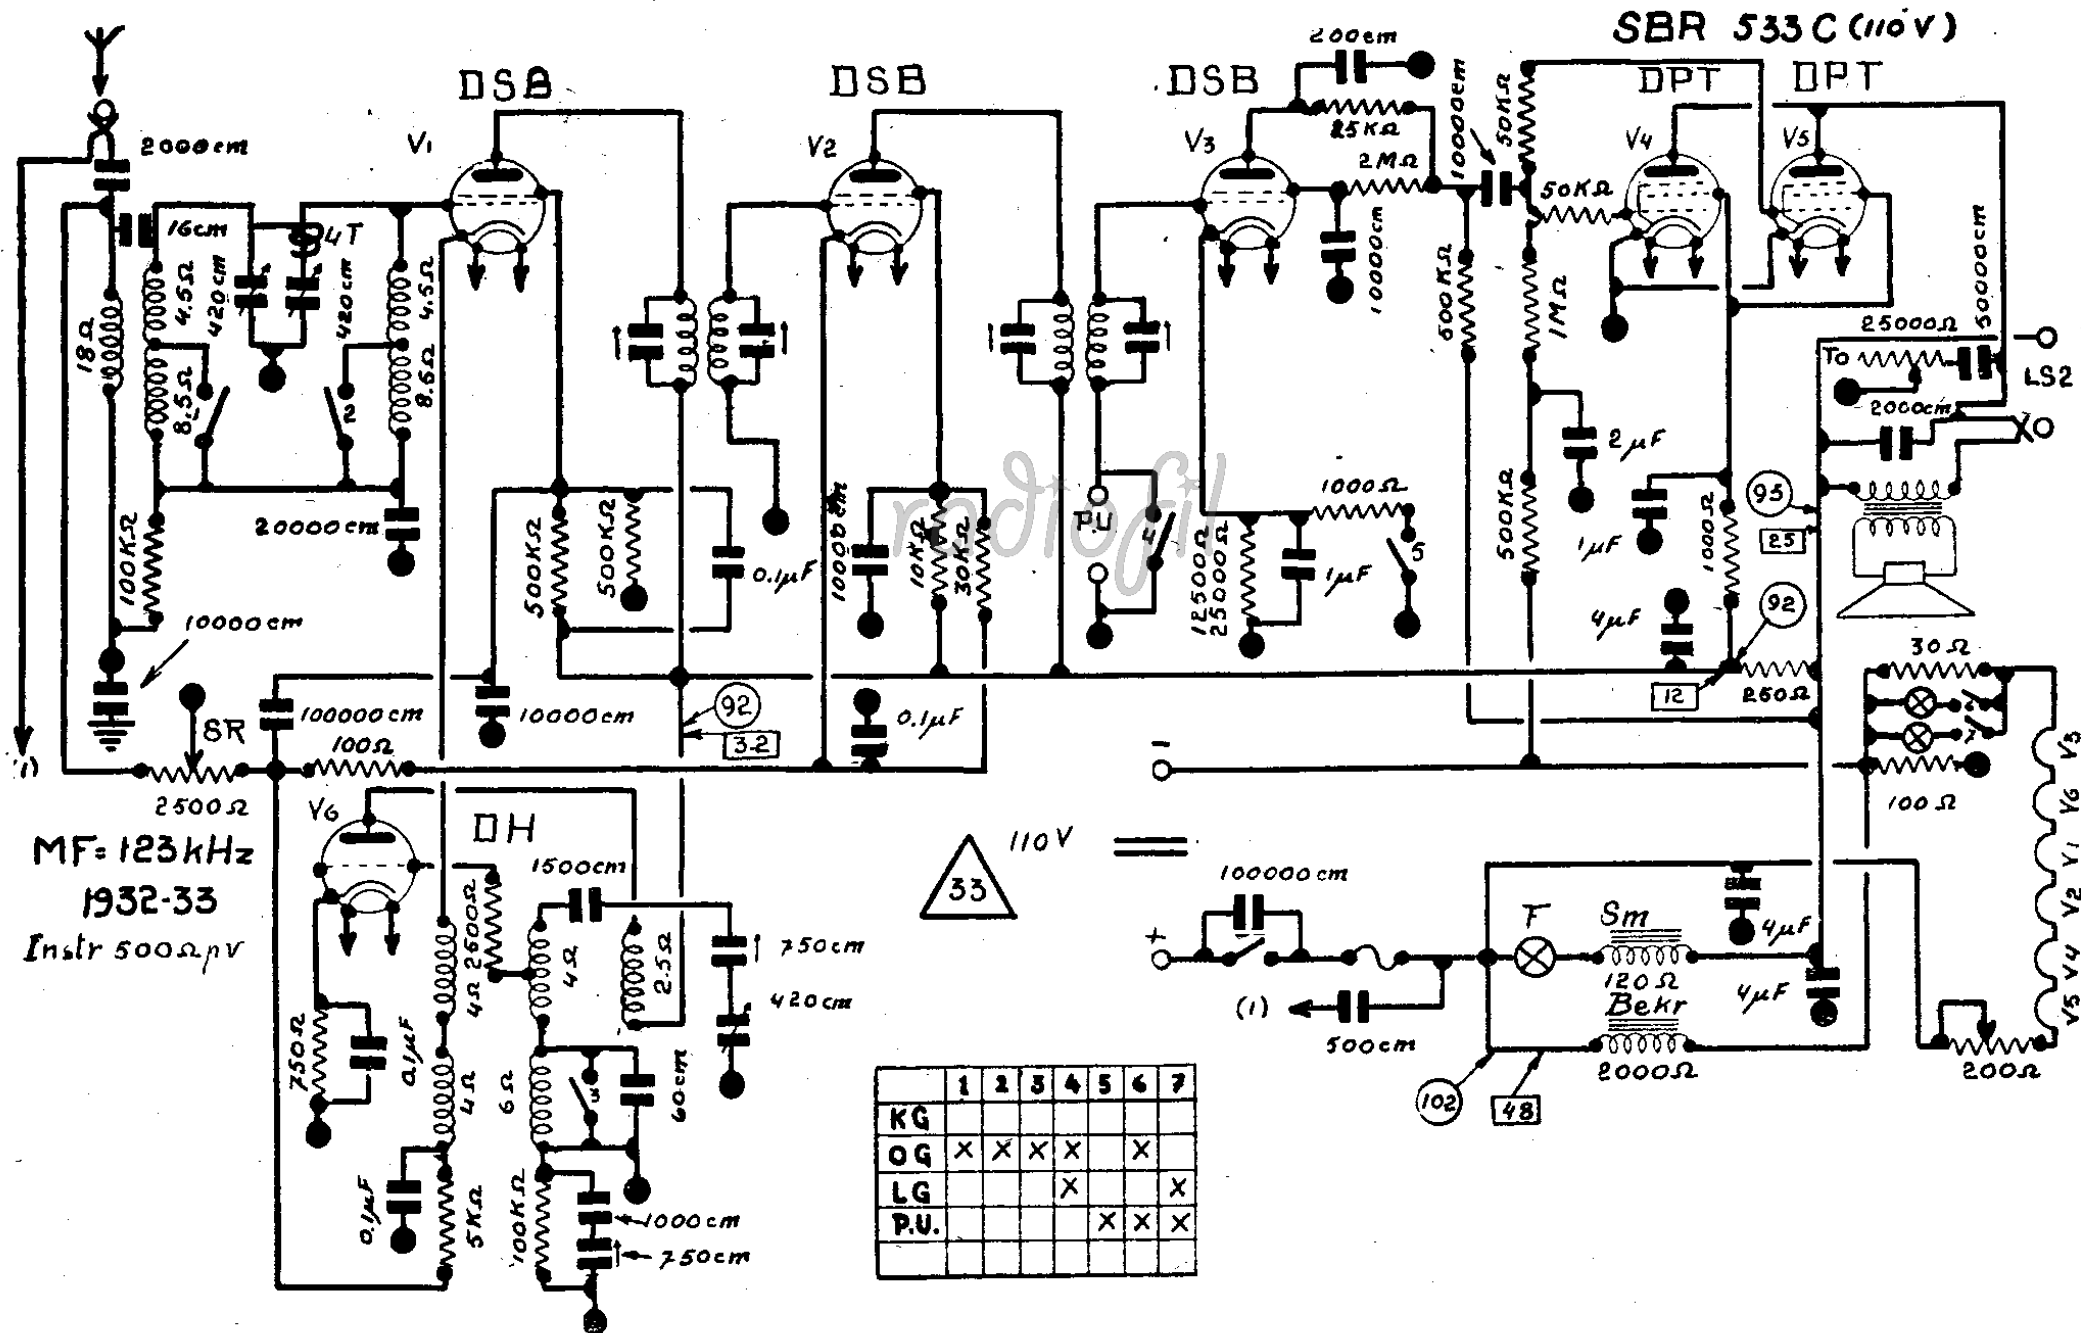 SBR 533C (110V)
DSB
DSB
DSB
DPT
DPT
V1
V2
V3
V4
V5
2000cm
16cm
4T
4.5Ω
420cm
420cm
4.5Ω
18Ω
8.5Ω
8.5Ω
2
100KΩ
20000cm
10000cm
200cm
25KΩ
2MΩ
10000cm
10000cm
50KΩ
50KΩ
500KΩ
1MΩ
50000cm
25000Ω
To
LS2
2000cm
2μF
1μF
1000Ω
500KΩ
95
25
4μF
92
12
250Ω
30Ω
6
7
100Ω
500KΩ
500KΩ
0.1μF
10000cm
10KΩ
30KΩ
radiofil
P.U
4
12500Ω
25000Ω
1μF
1000Ω
5
100000cm
10000cm
92
3.2
0.1μF
SR
100Ω
2500Ω
(1)
MF=123kHz
1932-33
Instr 500Ωpv
V6
DH
1500cm
2500Ω
4Ω
4Ω
2.5Ω
750cm
420cm
750Ω
0.1μF
4Ω
6Ω
3
60cm
0.1μF
5KΩ
100KΩ
1000cm
750cm
33
110V
-
+
100000cm
(1)
500cm
F
Sm
120Ω
Bekr
2000Ω
102
48
4μF
4μF
200Ω
V3
V6
V1
V2
V4
V5
1 2 3 4 5 6 7
KG
OG X X X X X
LG X X
P.U. X X X